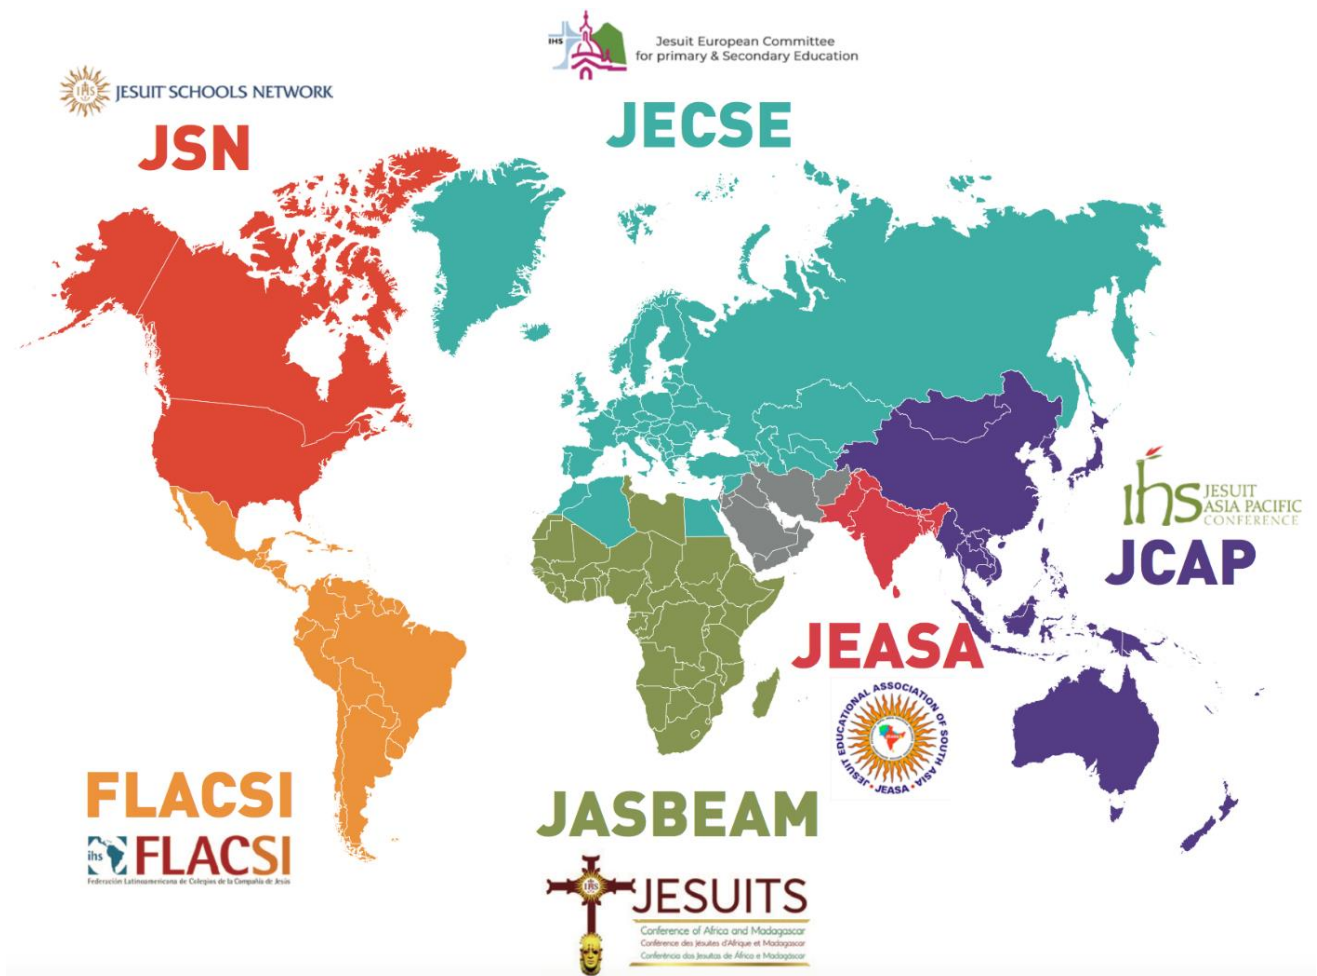 IHS
Jesuit European Committee
for primary & Secondary Education
JECSE
IHS
JESUIT SCHOOLS NETWORK
JSN
ihs
JESUIT
ASIA PACIFIC
CONFERENCE
JCAP
JEASA
JESUIT EDUCATIONAL ASSOCIATION OF SOUTH ASIA
• JEASA •
FLACSI
ihs
FLACSI
Federación Latinoamericana de Colegios de la Compañía de Jesús
JASBEAM
IHS
JESUITS
Conference of Africa and Madagascar
Conférence des Jésuites d'Afrique et Madagascar
Conferência dos Jesuítas de África e Madagáscar